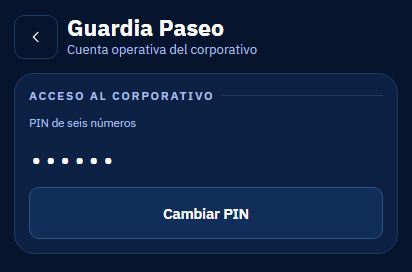 Guardia Paseo
Cuenta operativa del corporativo
ACCESO AL CORPORATIVO
PIN de seis números
••••••
Cambiar PIN